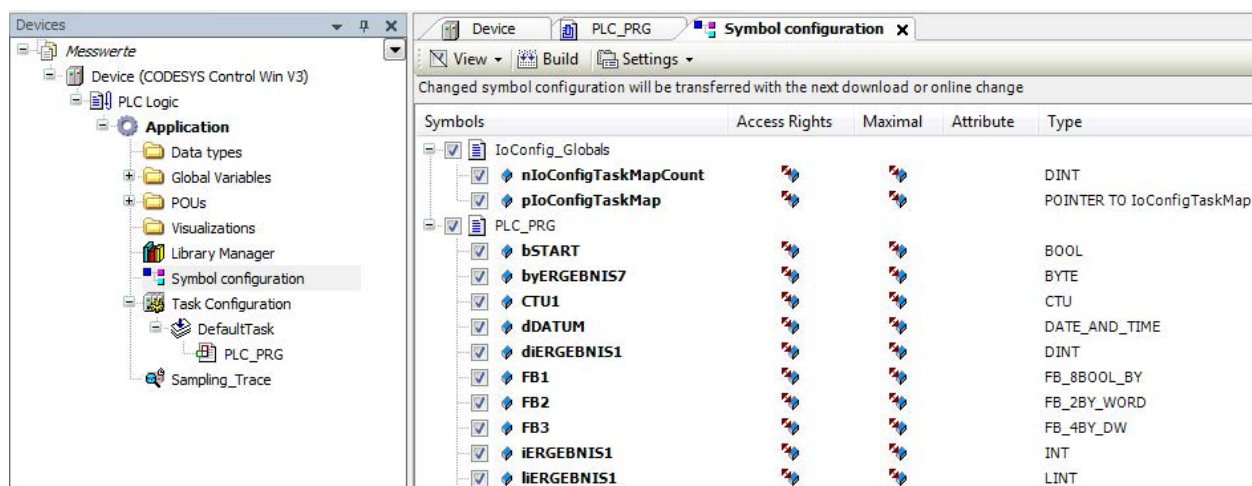 Devices
Messwerte
Device (CODESYS Control Win V3)
PLC Logic
Application
Data types
Global Variables
POUs
Visualizations
Library Manager
Symbol configuration
Task Configuration
DefaultTask
PLC_PRG
Sampling_Trace
Device PLC_PRG Symbol configuration
View Build Settings
Changed symbol configuration will be transferred with the next download or online change
Symbols Access Rights Maximal Attribute Type
IoConfig_Globals
nIoConfigTaskMapCount DINT
pIoConfigTaskMap POINTER TO IoConfigTaskMap
PLC_PRG
bSTART BOOL
byERGEBNIS7 BYTE
CTU1 CTU
dDATUM DATE_AND_TIME
diERGEBNIS1 DINT
FB1 FB_8BOOL_BY
FB2 FB_2BY_WORD
FB3 FB_4BY_DW
iERGEBNIS1 INT
liERGEBNIS1 LINT